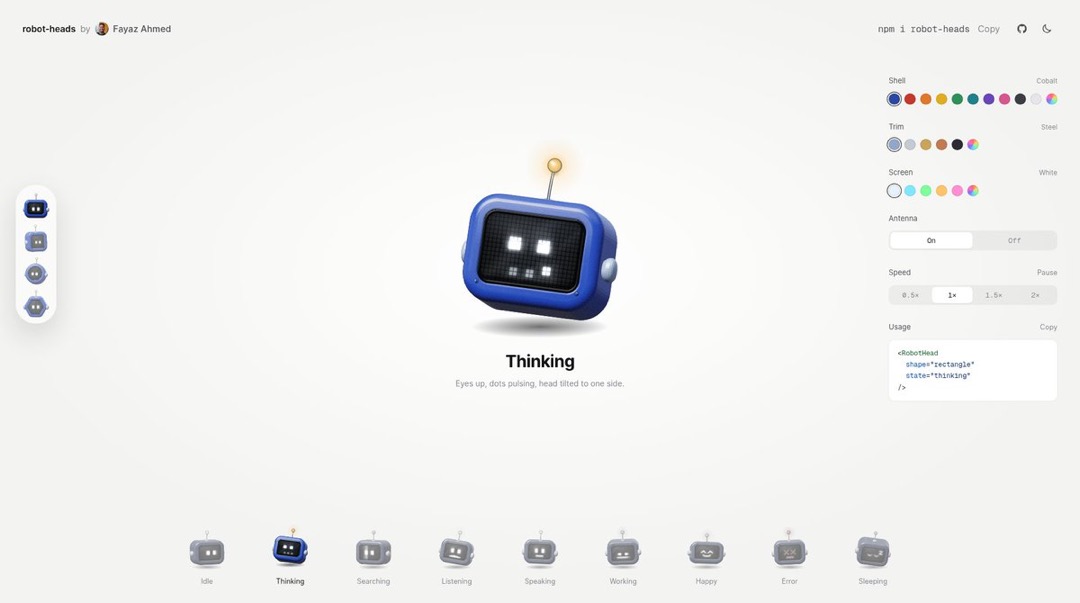 robot-heads by Fayaz Ahmed
npm i robot-heads Copy
Shell Cobalt
Trim Steel
Screen White
Antenna
On Off
Speed Pause
0.5× 1× 1.5× 2×
Usage Copy
<RobotHead
shape="rectangle"
state="thinking"
/>
Thinking
Eyes up, dots pulsing, head tilted to one side.
Idle Thinking Searching Listening Speaking Working Happy Error Sleeping